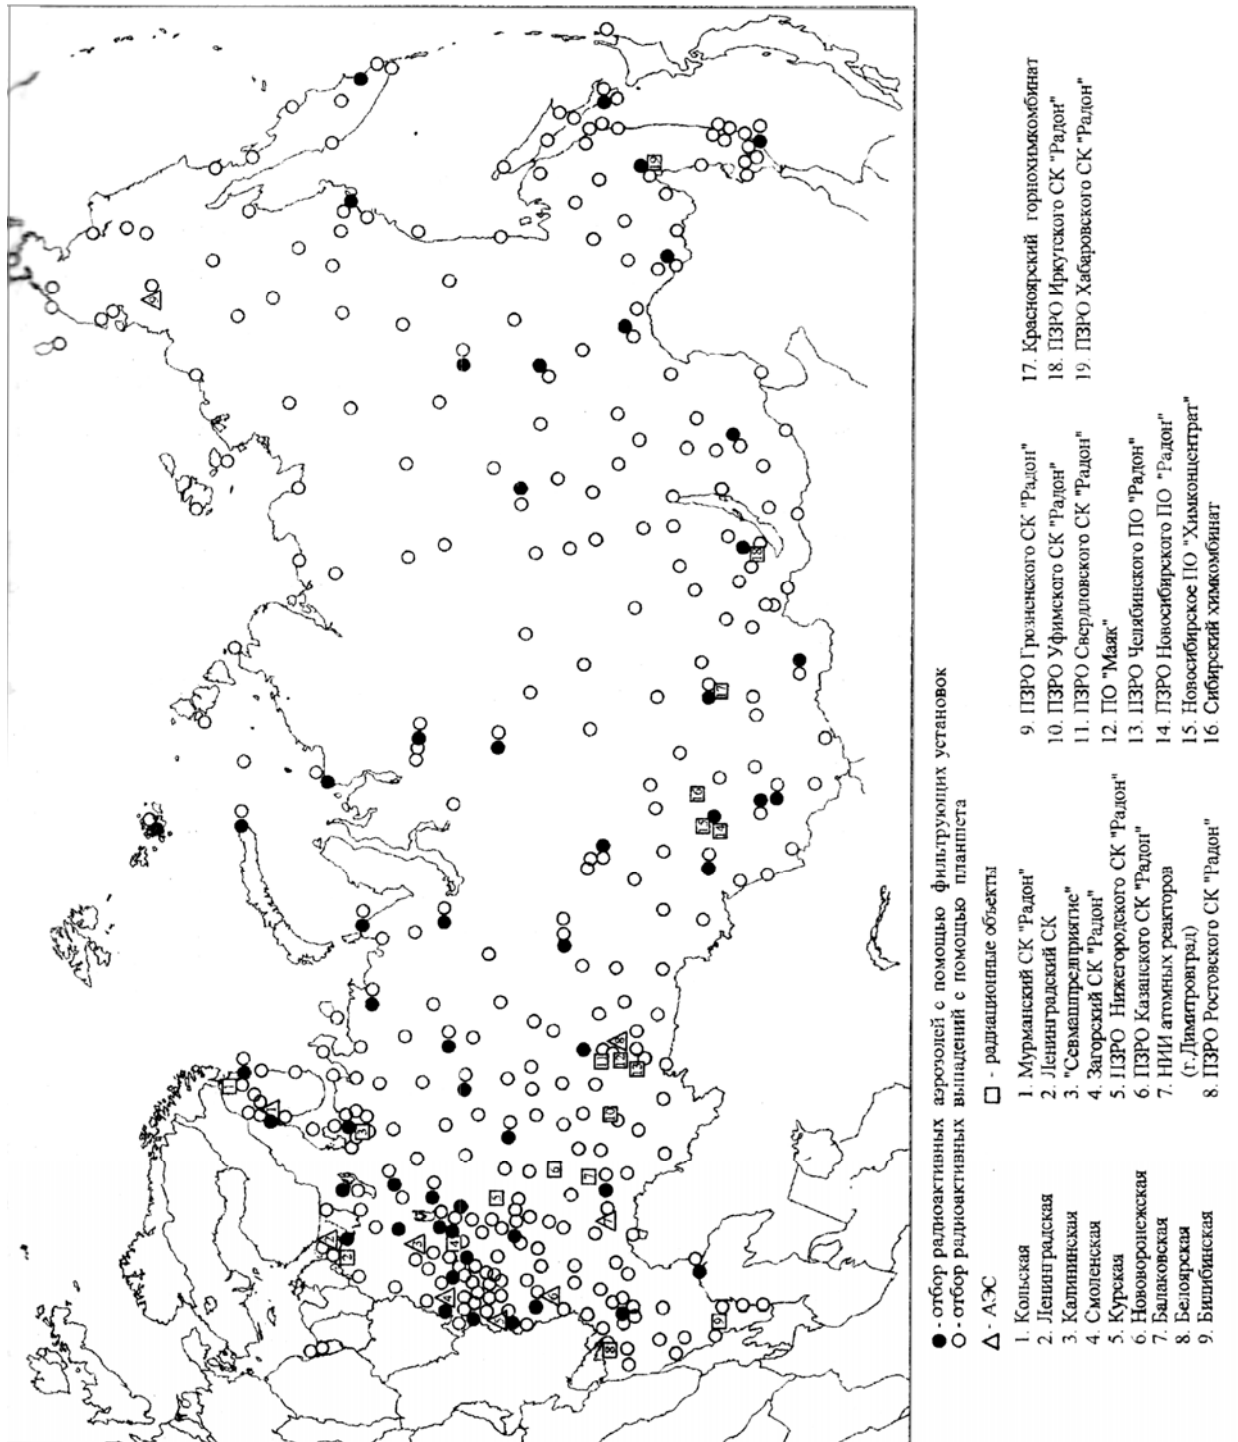 ● - отбор радиоактивных аэрозолей с помощью фильтрующих установок
○ - отбор радиоактивных выпадений с помощью планшета
△ - АЭС
□ - радиационные объекты
1. Кольская
2. Ленинградская
3. Калининская
4. Смоленская
5. Курская
6. Нововоронежская
7. Балаковская
8. Белоярская
9. Билибинская
1. Мурманский СК "Радон"
2. Ленинградский СК
3. "Севмашпредприятие"
4. Загорский СК "Радон"
5. ПЗРО Нижегородского СК "Радон"
6. ПЗРО Казанского СК "Радон"
7. НИИ атомных реакторов
(г. Димитровград)
8. ПЗРО Ростовского СК "Радон"
9. ПЗРО Грозненского СК "Радон"
10. ПЗРО Уфимского СК "Радон"
11. ПЗРО Свердловского СК "Радон"
12. ПО "Маяк"
13. ПЗРО Челябинского ПО "Радон"
14. ПЗРО Новосибирского ПО "Радон"
15. Новосибирское ПО "Химконцентрат"
16. Сибирский химкомбинат
17. Красноярский горнохимкомбинат
18. ПЗРО Иркутского СК "Радон"
19. ПЗРО Хабаровского СК "Радон"